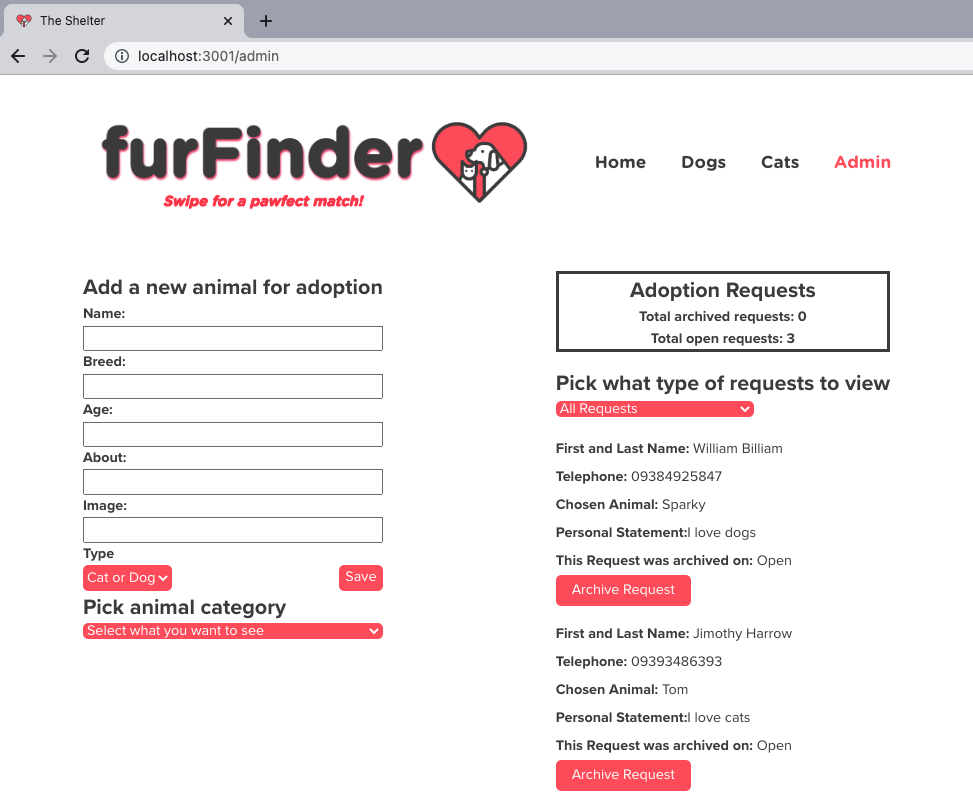 The Shelter
localhost:3001/admin
furFinder
Swipe for a pawfect match!
Home Dogs Cats Admin
Add a new animal for adoption
Name:
Breed:
Age:
About:
Image:
Type
Cat or Dog Save
Pick animal category
Select what you want to see
Adoption Requests
Total archived requests: 0
Total open requests: 3
Pick what type of requests to view
All Requests
First and Last Name: William Billiam
Telephone: 09384925847
Chosen Animal: Sparky
Personal Statement:I love dogs
This Request was archived on: Open
Archive Request
First and Last Name: Jimothy Harrow
Telephone: 09393486393
Chosen Animal: Tom
Personal Statement:I love cats
This Request was archived on: Open
Archive Request